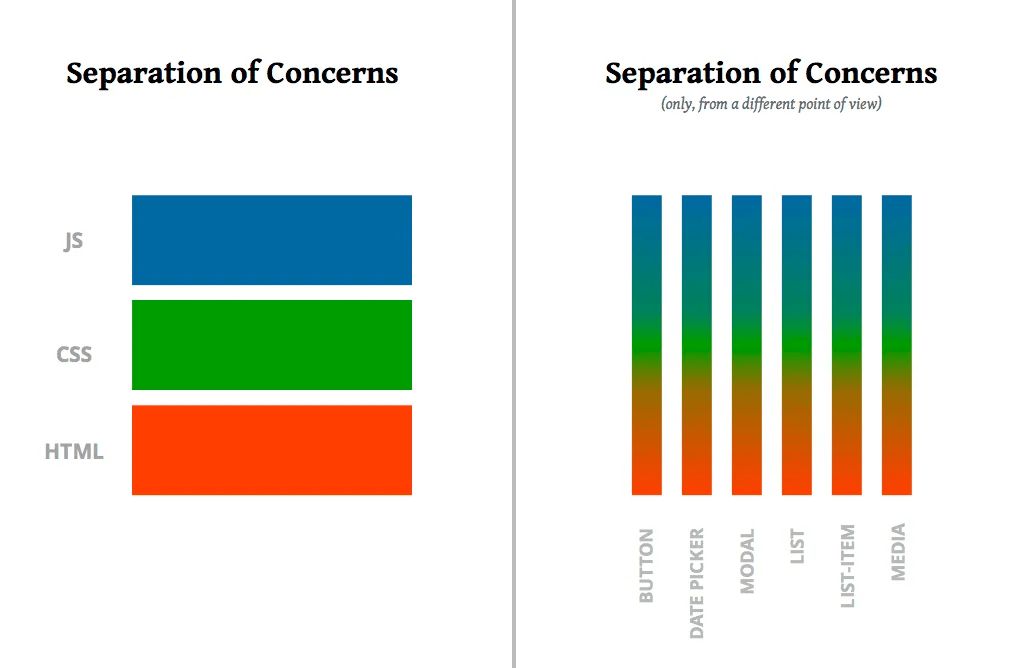 Separation of Concerns
JS
CSS
HTML
Separation of Concerns
(only, from a different point of view)
BUTTON
DATE PICKER
MODAL
LIST
LIST-ITEM
MEDIA